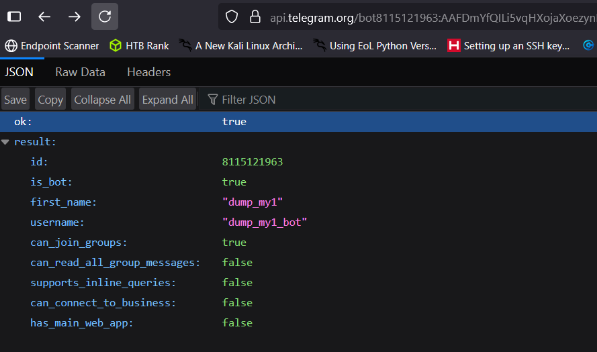 api.telegram.org/bot8115121963:
Endpoint Scanner HTB Rank A New Kali Linux Archi... Using EoL Python Vers... Setting up an SSH key...
JSON Raw Data Headers
Save Copy Collapse All Expand All Filter JSON
ok: true
result:
id: 8115121963
is_bot: true
first_name: "dump_my1"
username: "dump_my1_bot"
can_join_groups: true
can_read_all_group_messages: false
supports_inline_queries: false
can_connect_to_business: false
has_main_web_app: false